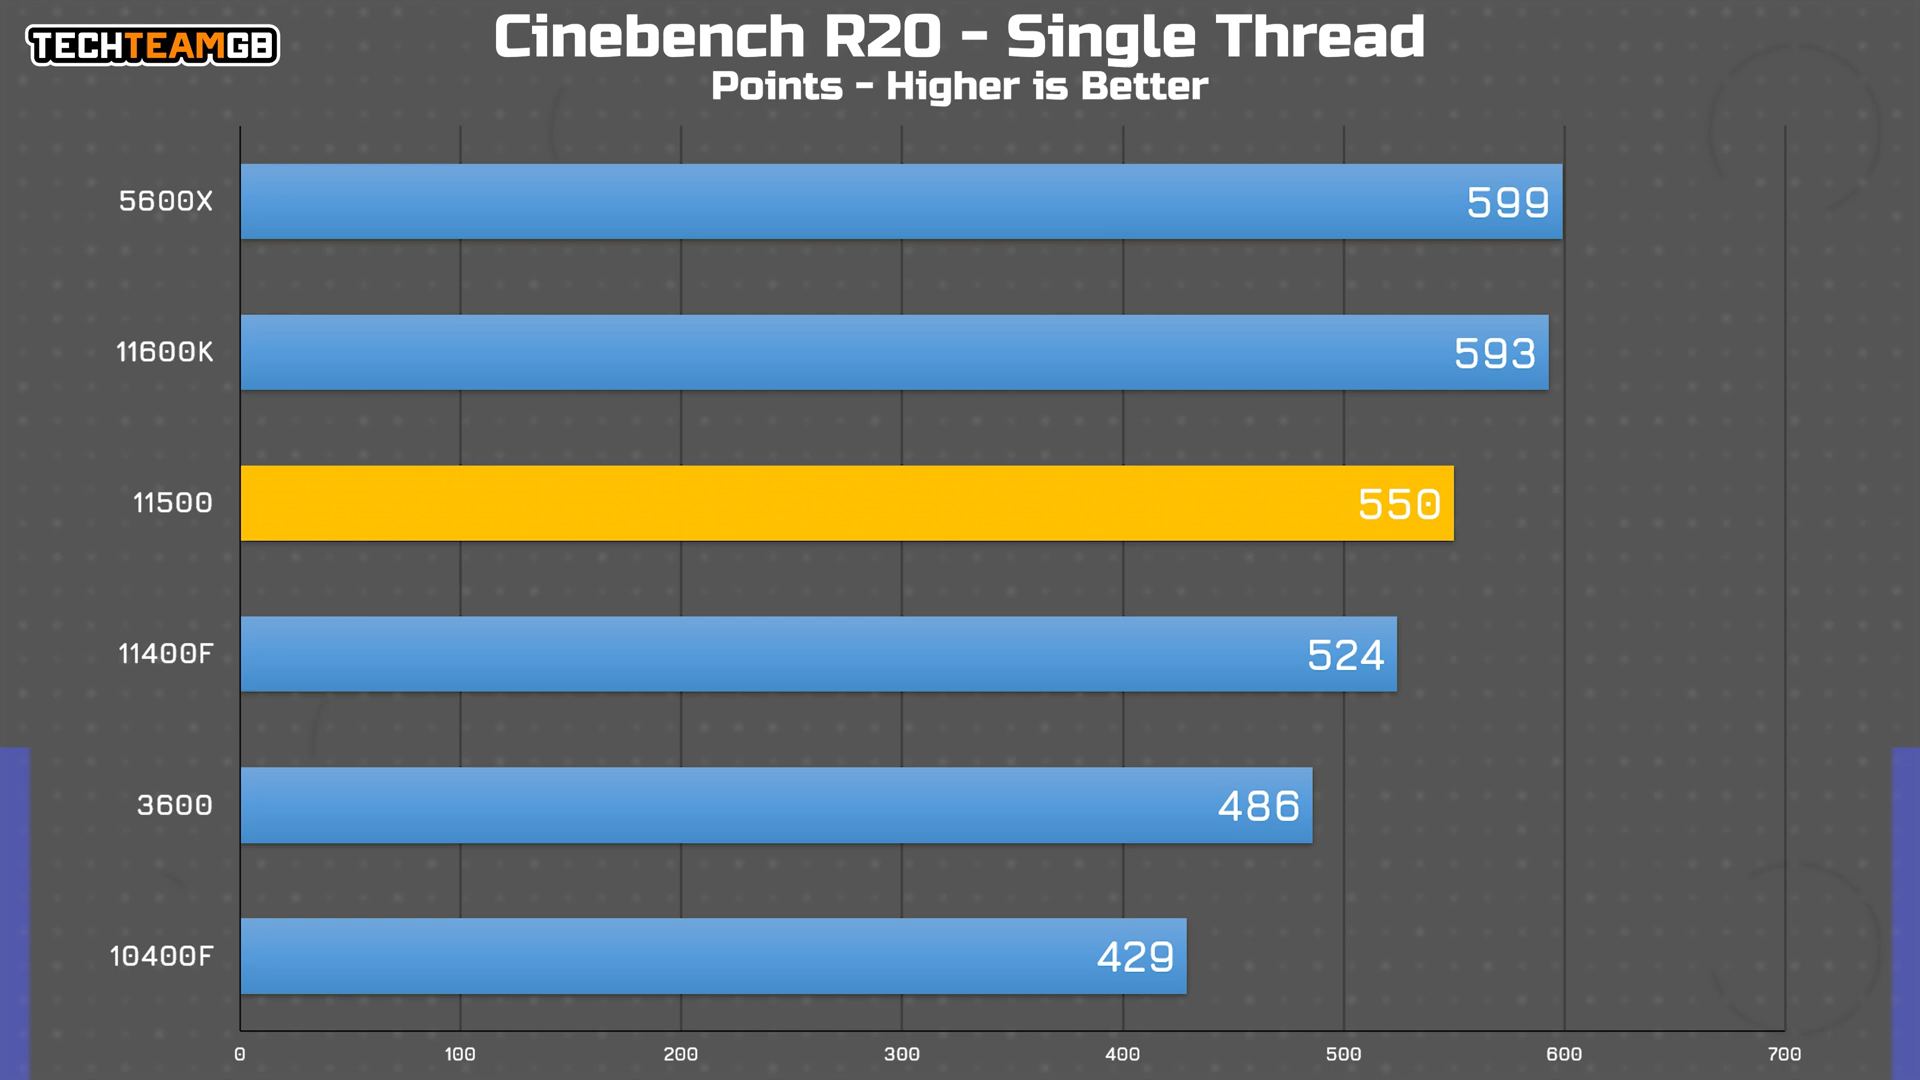 TECHTEAMGB
Cinebench R20 - Single Thread
Points - Higher is Better
5600X
599
11600K
593
11500
550
11400F
524
3600
486
10400F
429
0 100 200 300 400 500 600 700